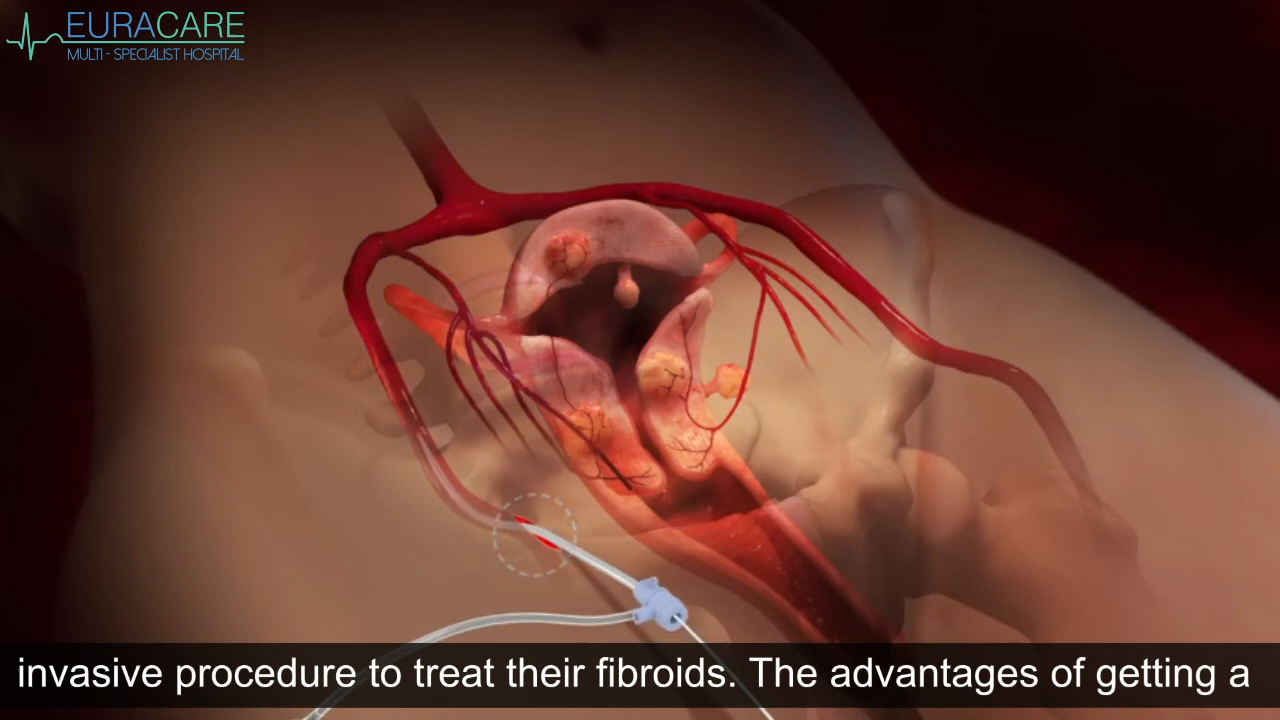 EURACARE
MULTI - SPECIALIST HOSPITAL
invasive procedure to treat their fibroids. The advantages of getting a